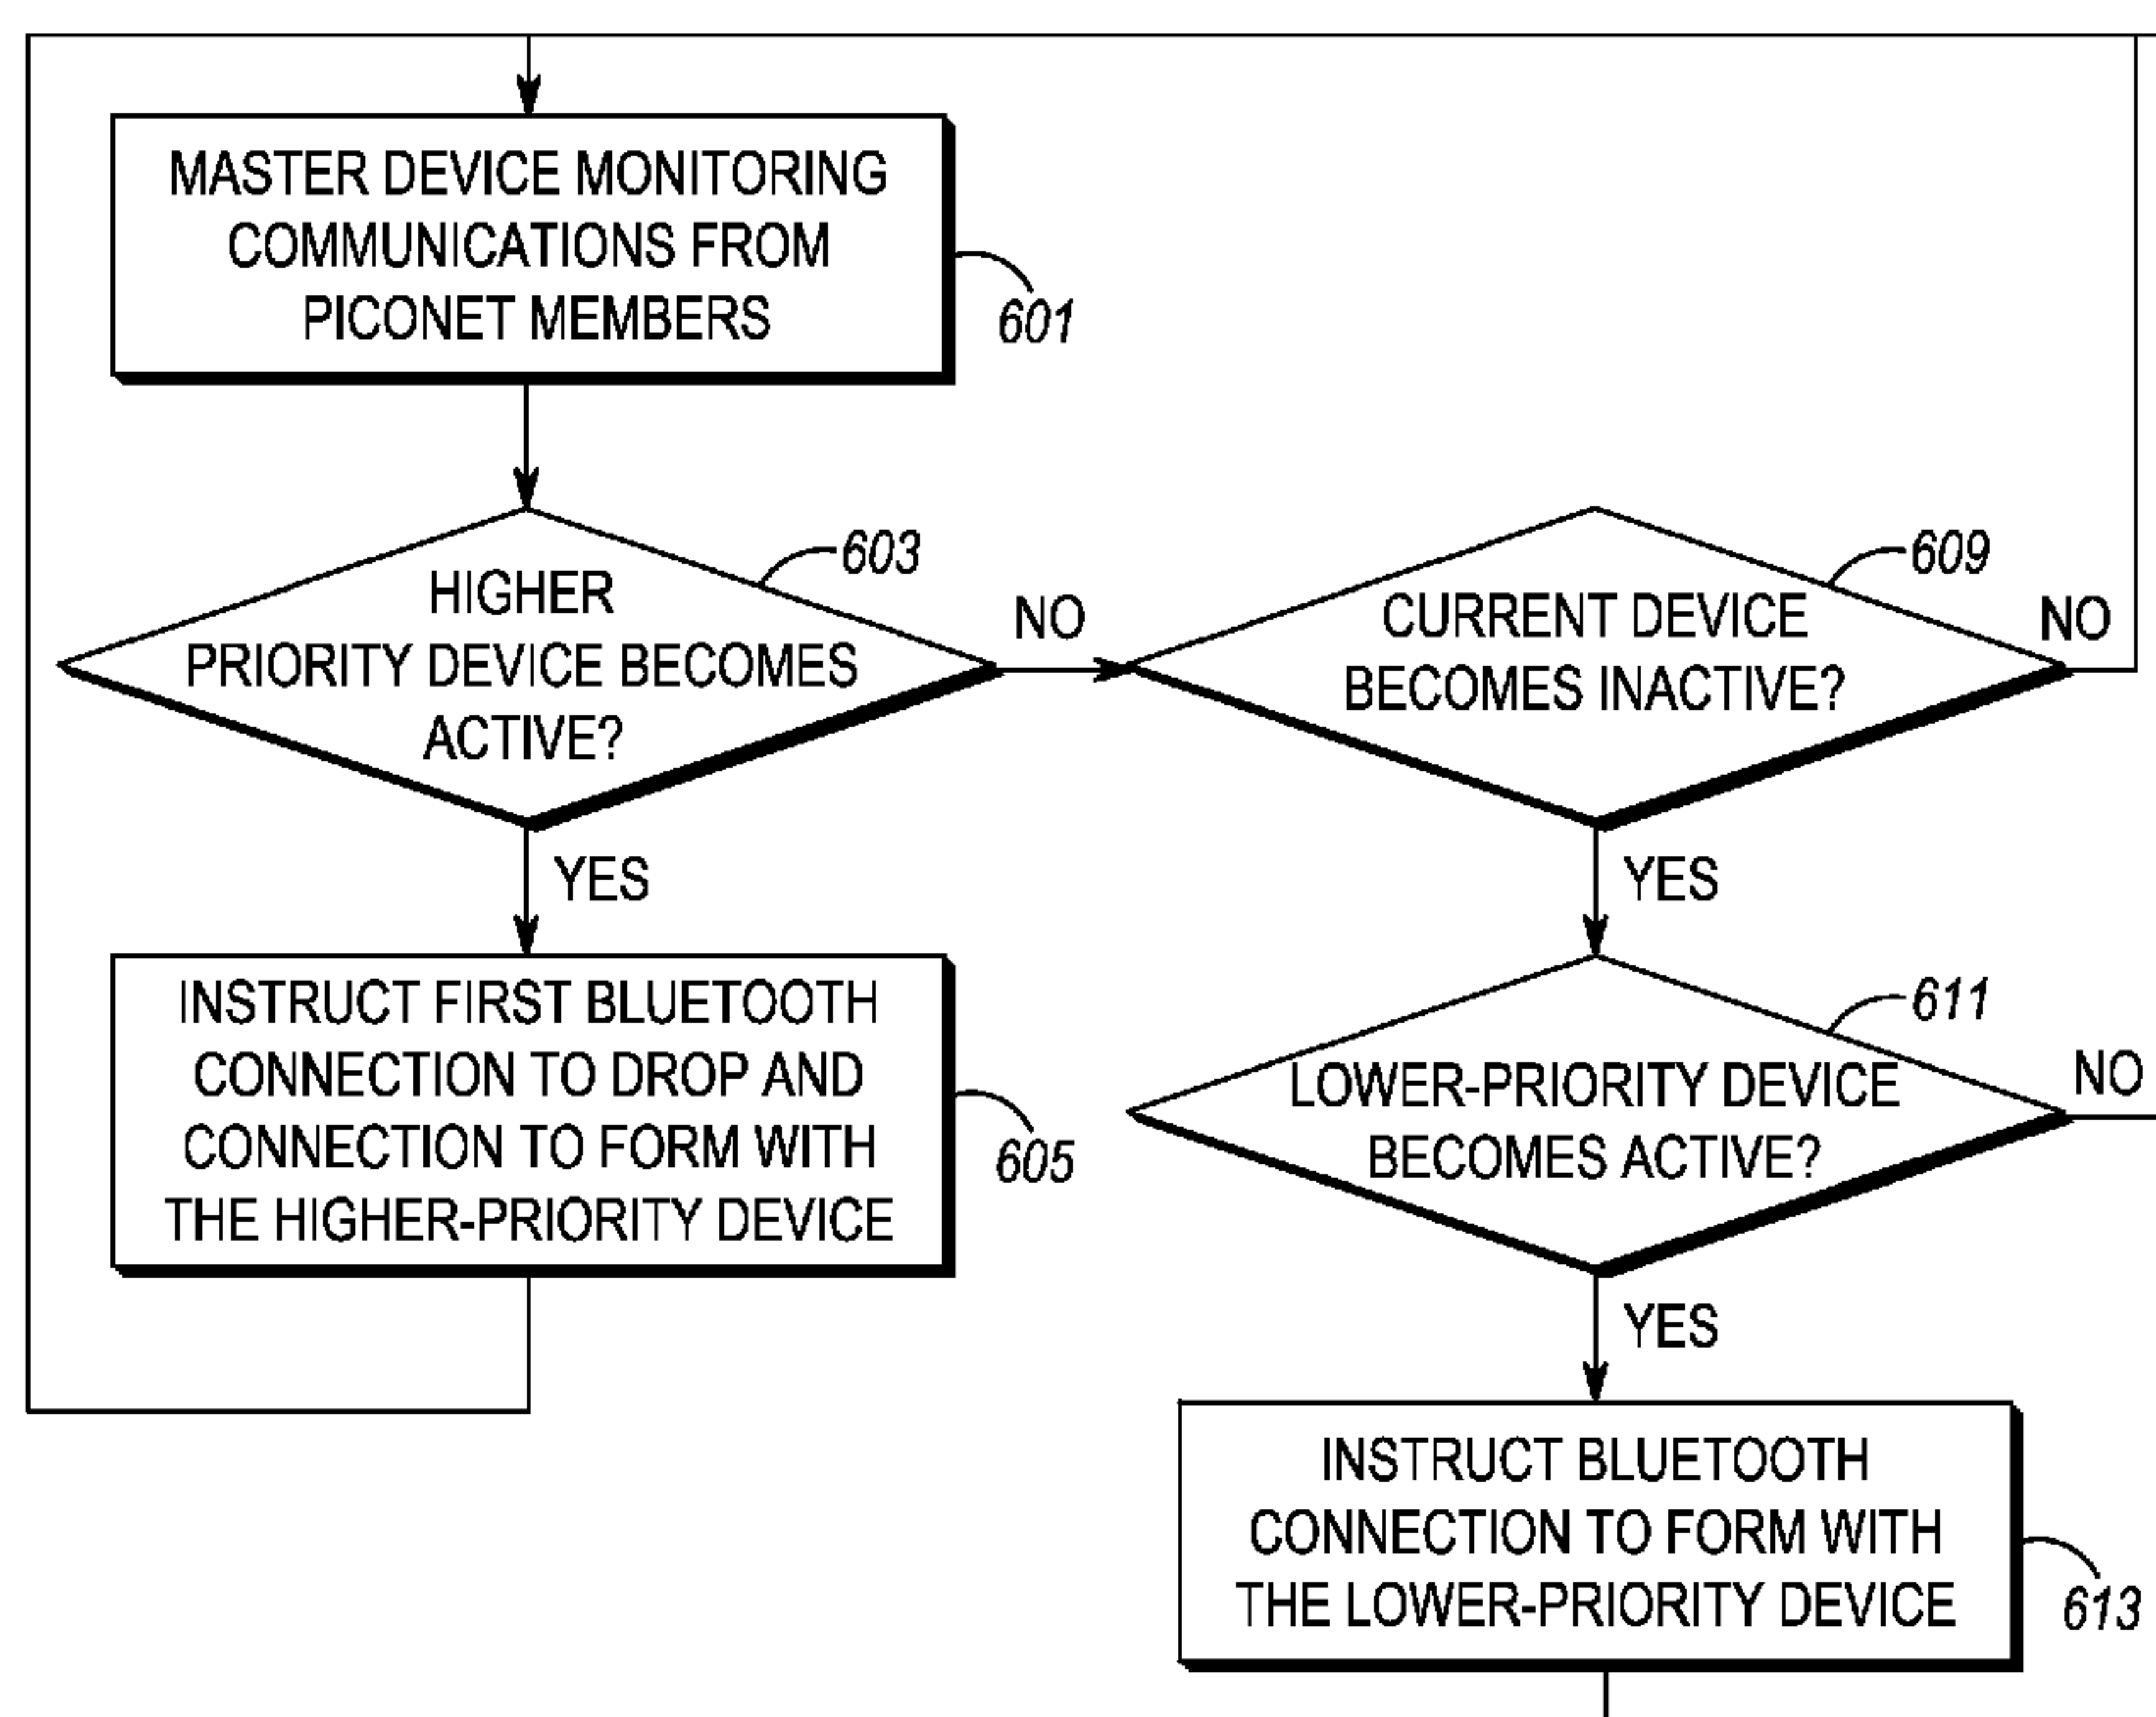 MASTER DEVICE MONITORING
COMMUNICATIONS FROM
PICONET MEMBERS
601
HIGHER
PRIORITY DEVICE BECOMES
ACTIVE?
603
NO
CURRENT DEVICE
BECOMES INACTIVE?
609
NO
YES
YES
INSTRUCT FIRST BLUETOOTH
CONNECTION TO DROP AND
CONNECTION TO FORM WITH
THE HIGHER-PRIORITY DEVICE
605
LOWER-PRIORITY DEVICE
BECOMES ACTIVE?
611
NO
YES
INSTRUCT BLUETOOTH
CONNECTION TO FORM WITH
THE LOWER-PRIORITY DEVICE
613